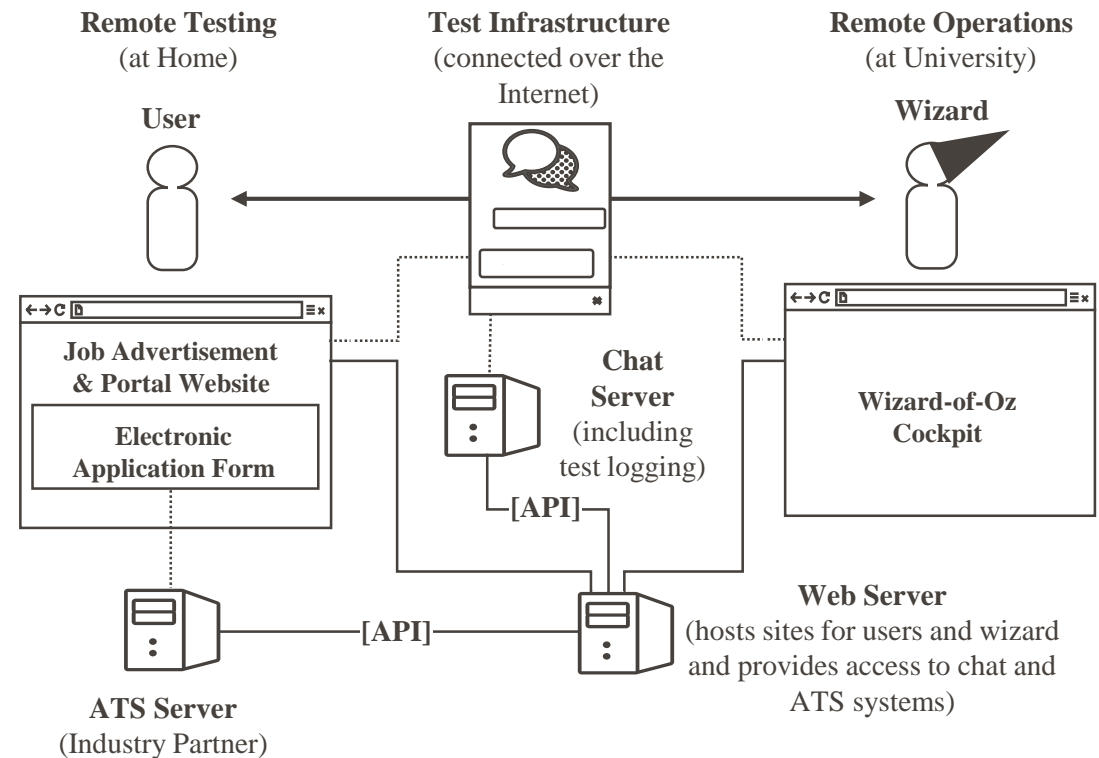 Remote Testing
(at Home)
Test Infrastructure
(connected over the
Internet)
Remote Operations
(at University)
User
Wizard
Job Advertisement
& Portal Website
Electronic
Application Form
Chat
Server
(including
test logging)
Wizard-of-Oz
Cockpit
[API]
[API]
Web Server
(hosts sites for users and wizard
and provides access to chat and
ATS systems)
ATS Server
(Industry Partner)